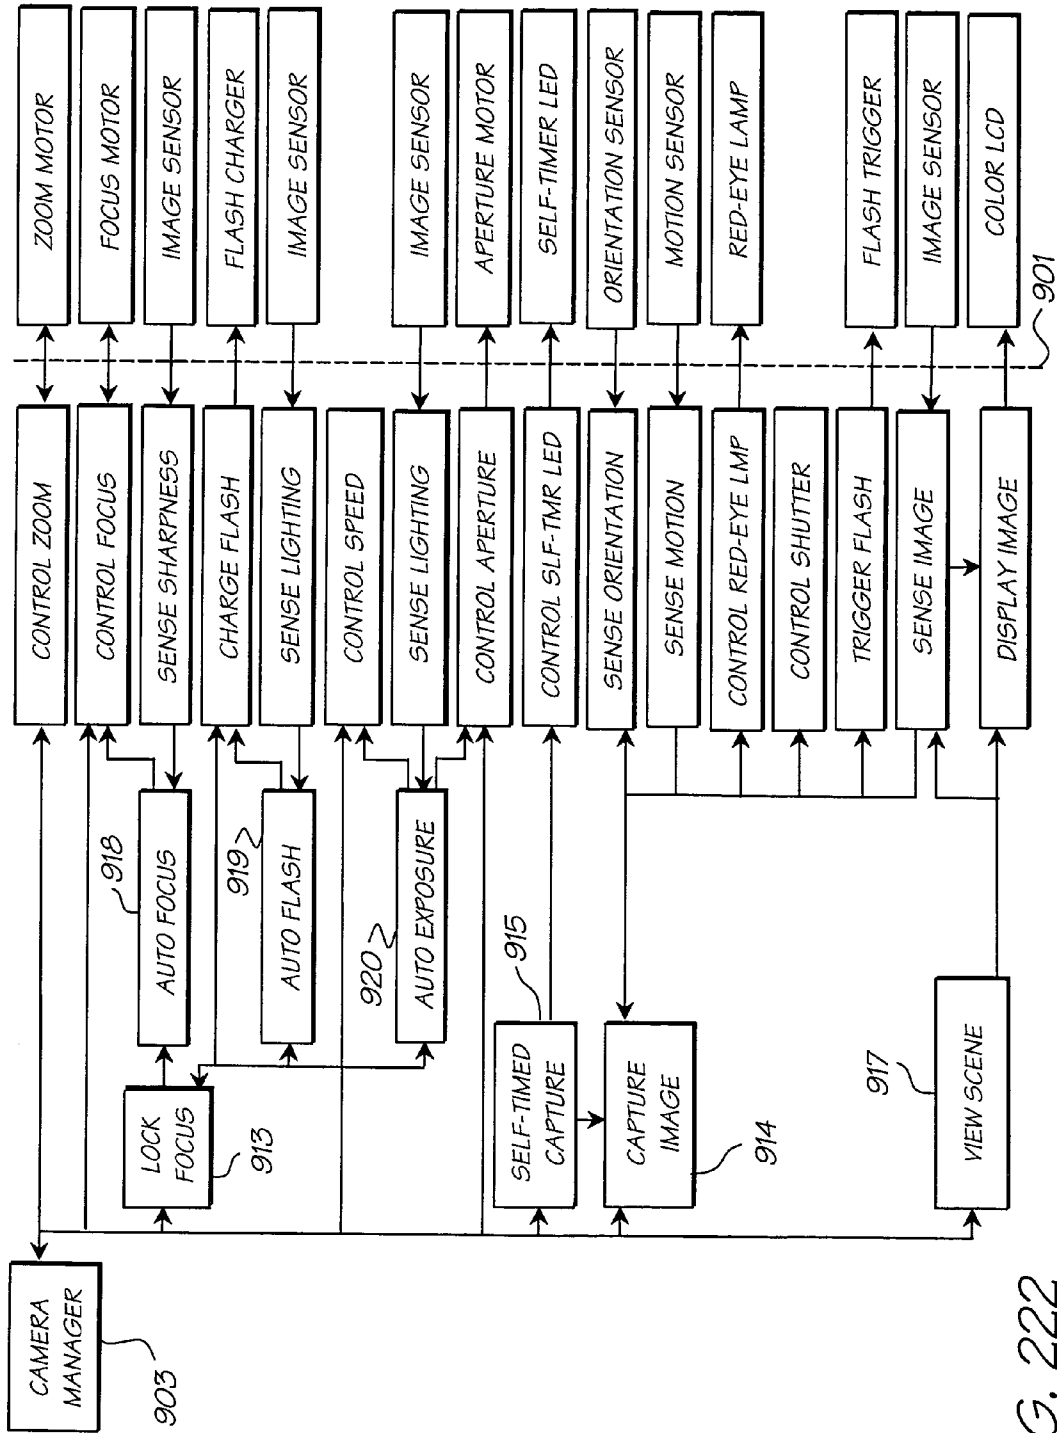 CAMERA
MANAGER
903
LOCK
FOCUS
913
SELF-TIMED
CAPTURE
915
CAPTURE
IMAGE
914
VIEW SCENE
917
AUTO FOCUS
918
AUTO FLASH
919
AUTO EXPOSURE
920
CONTROL ZOOM
CONTROL FOCUS
SENSE SHARPNESS
CHARGE FLASH
SENSE LIGHTING
CONTROL SPEED
SENSE LIGHTING
CONTROL APERTURE
CONTROL SLF-TMR LED
SENSE ORIENTATION
SENSE MOTION
CONTROL RED-EYE LMP
CONTROL SHUTTER
TRIGGER FLASH
SENSE IMAGE
DISPLAY IMAGE
ZOOM MOTOR
FOCUS MOTOR
IMAGE SENSOR
FLASH CHARGER
IMAGE SENSOR
IMAGE SENSOR
APERTURE MOTOR
SELF-TIMER LED
ORIENTATION SENSOR
MOTION SENSOR
RED-EYE LAMP
FLASH TRIGGER
IMAGE SENSOR
COLOR LCD
901
G. 222